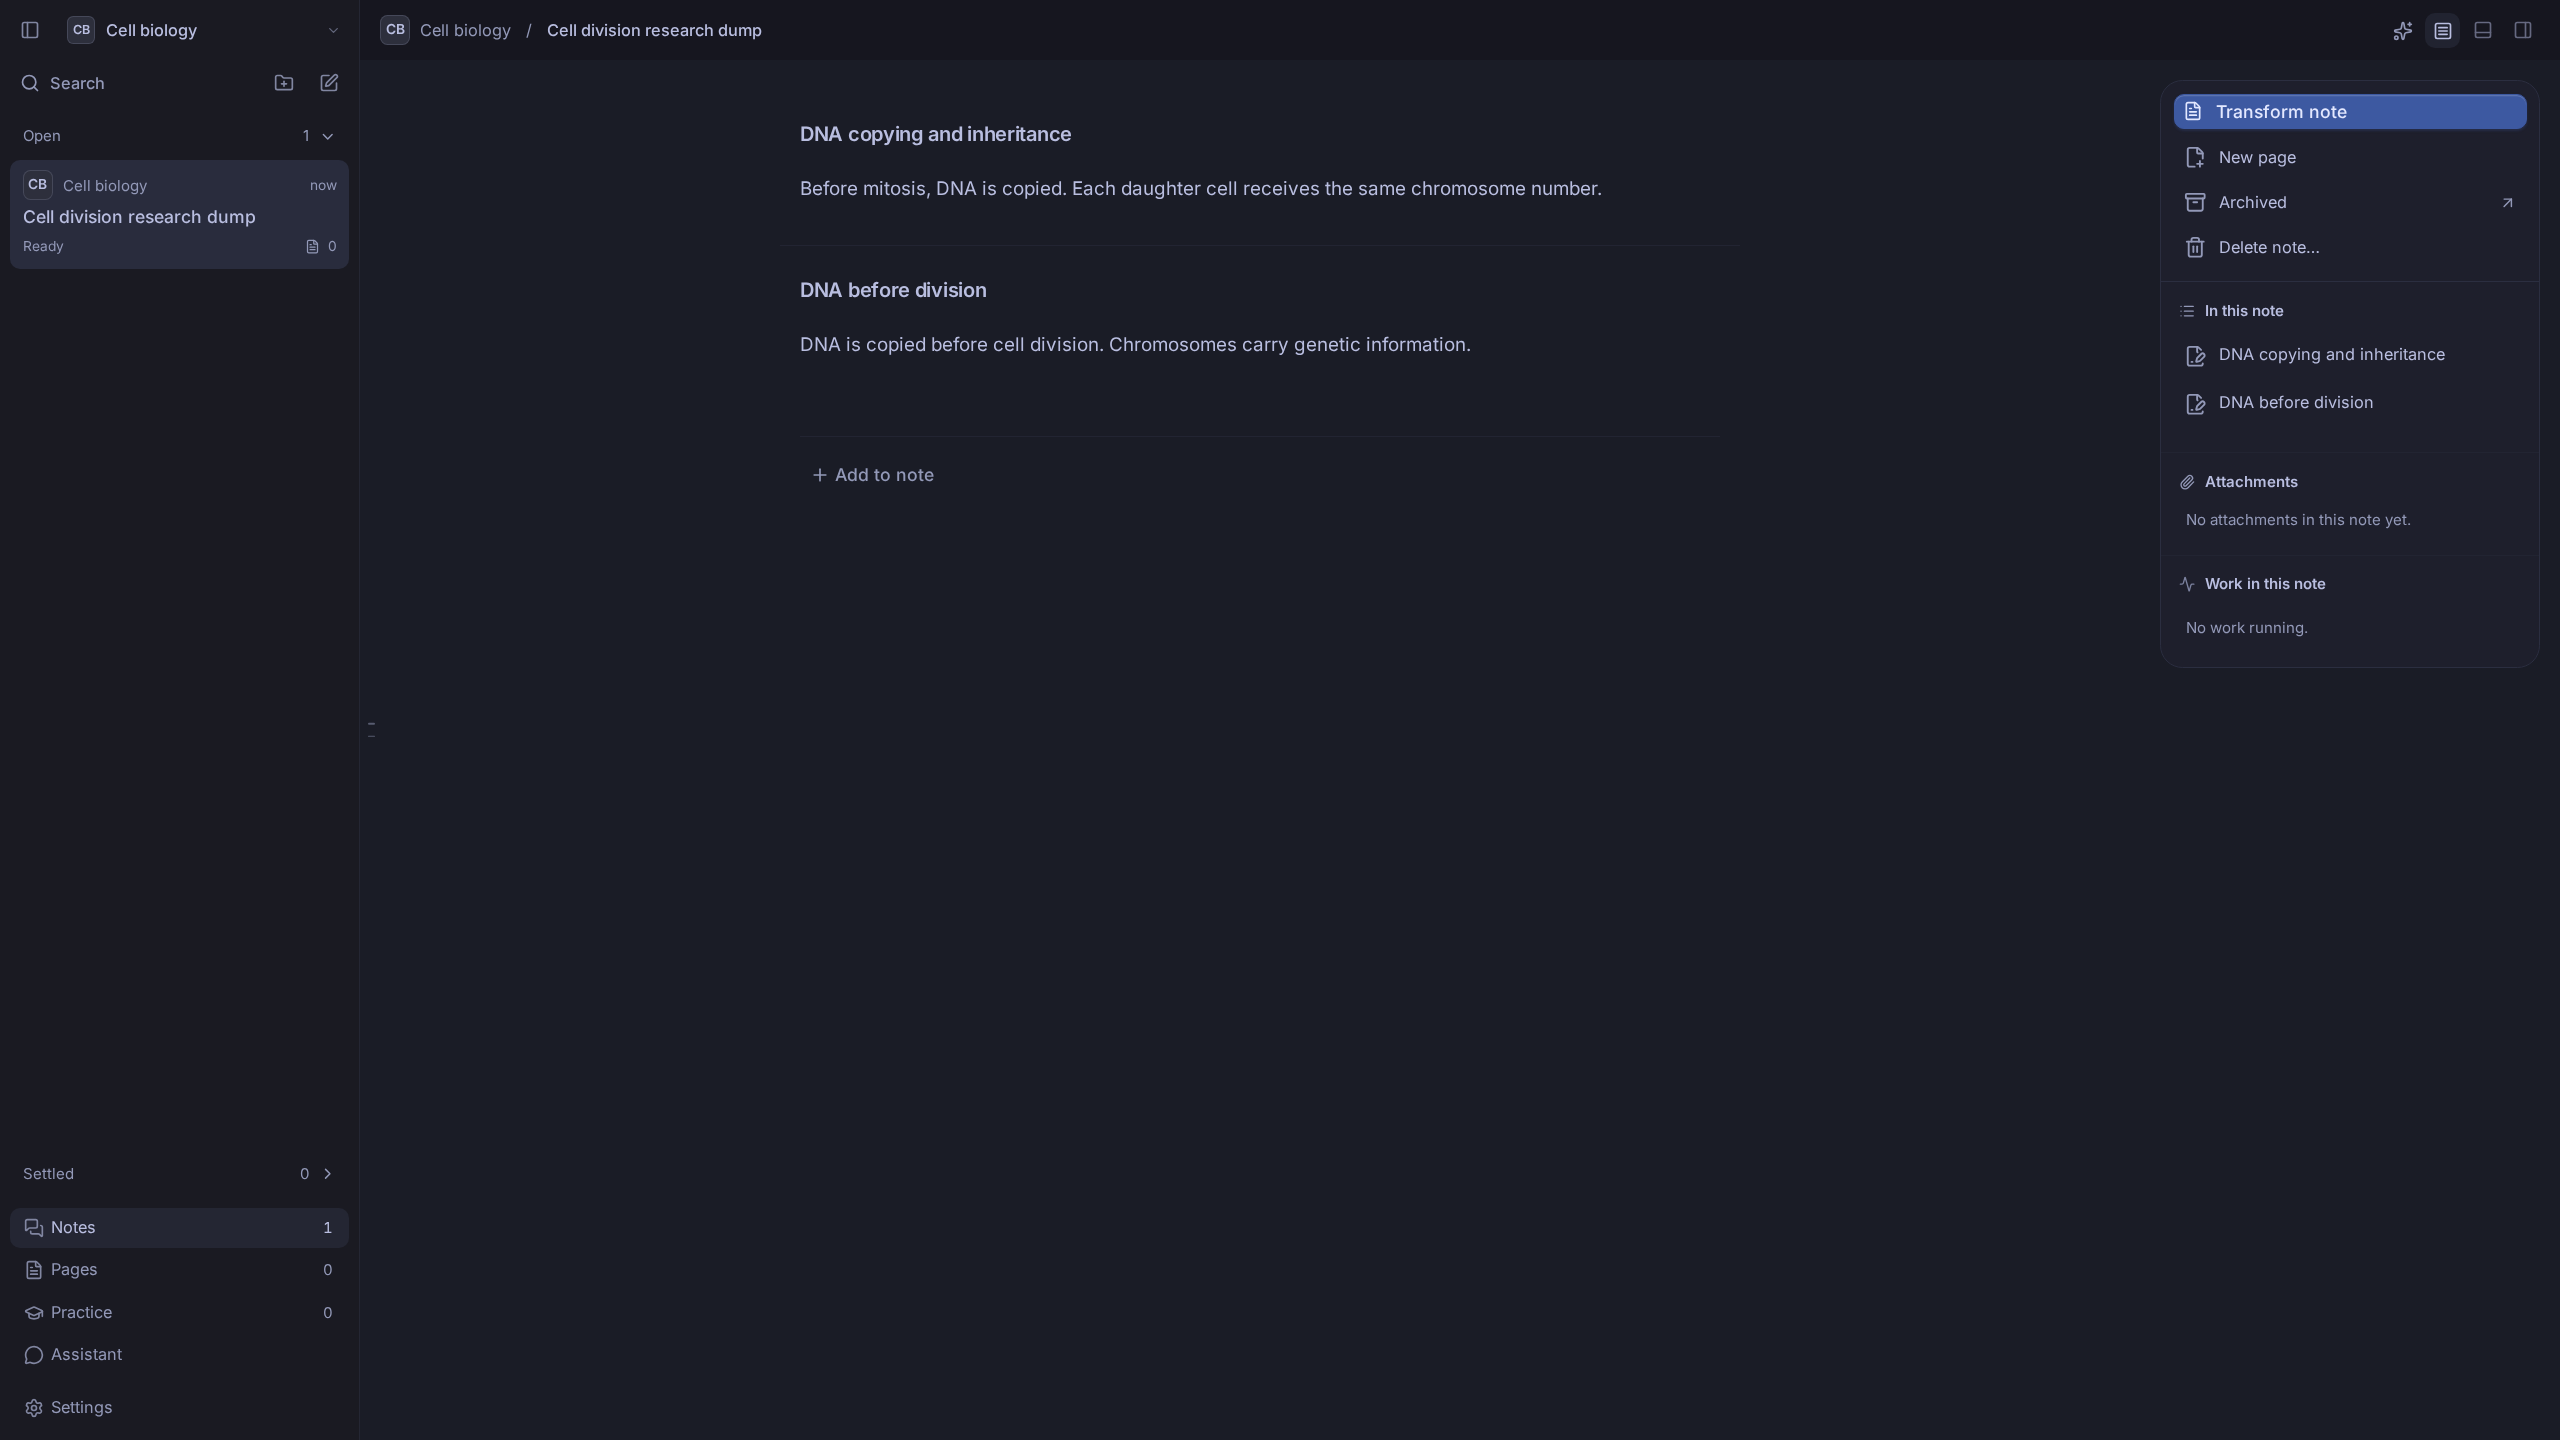 CB Cell biology
Search
Open 1
CB Cell biology now
Cell division research dump
Ready 0
Settled 0
Notes 1
Pages 0
Practice 0
Assistant
Settings
CB Cell biology / Cell division research dump
DNA copying and inheritance
Before mitosis, DNA is copied. Each daughter cell receives the same chromosome number.
DNA before division
DNA is copied before cell division. Chromosomes carry genetic information.
Add to note
Transform note
New page
Archived
Delete note...
In this note
DNA copying and inheritance
DNA before division
Attachments
No attachments in this note yet.
Work in this note
No work running.